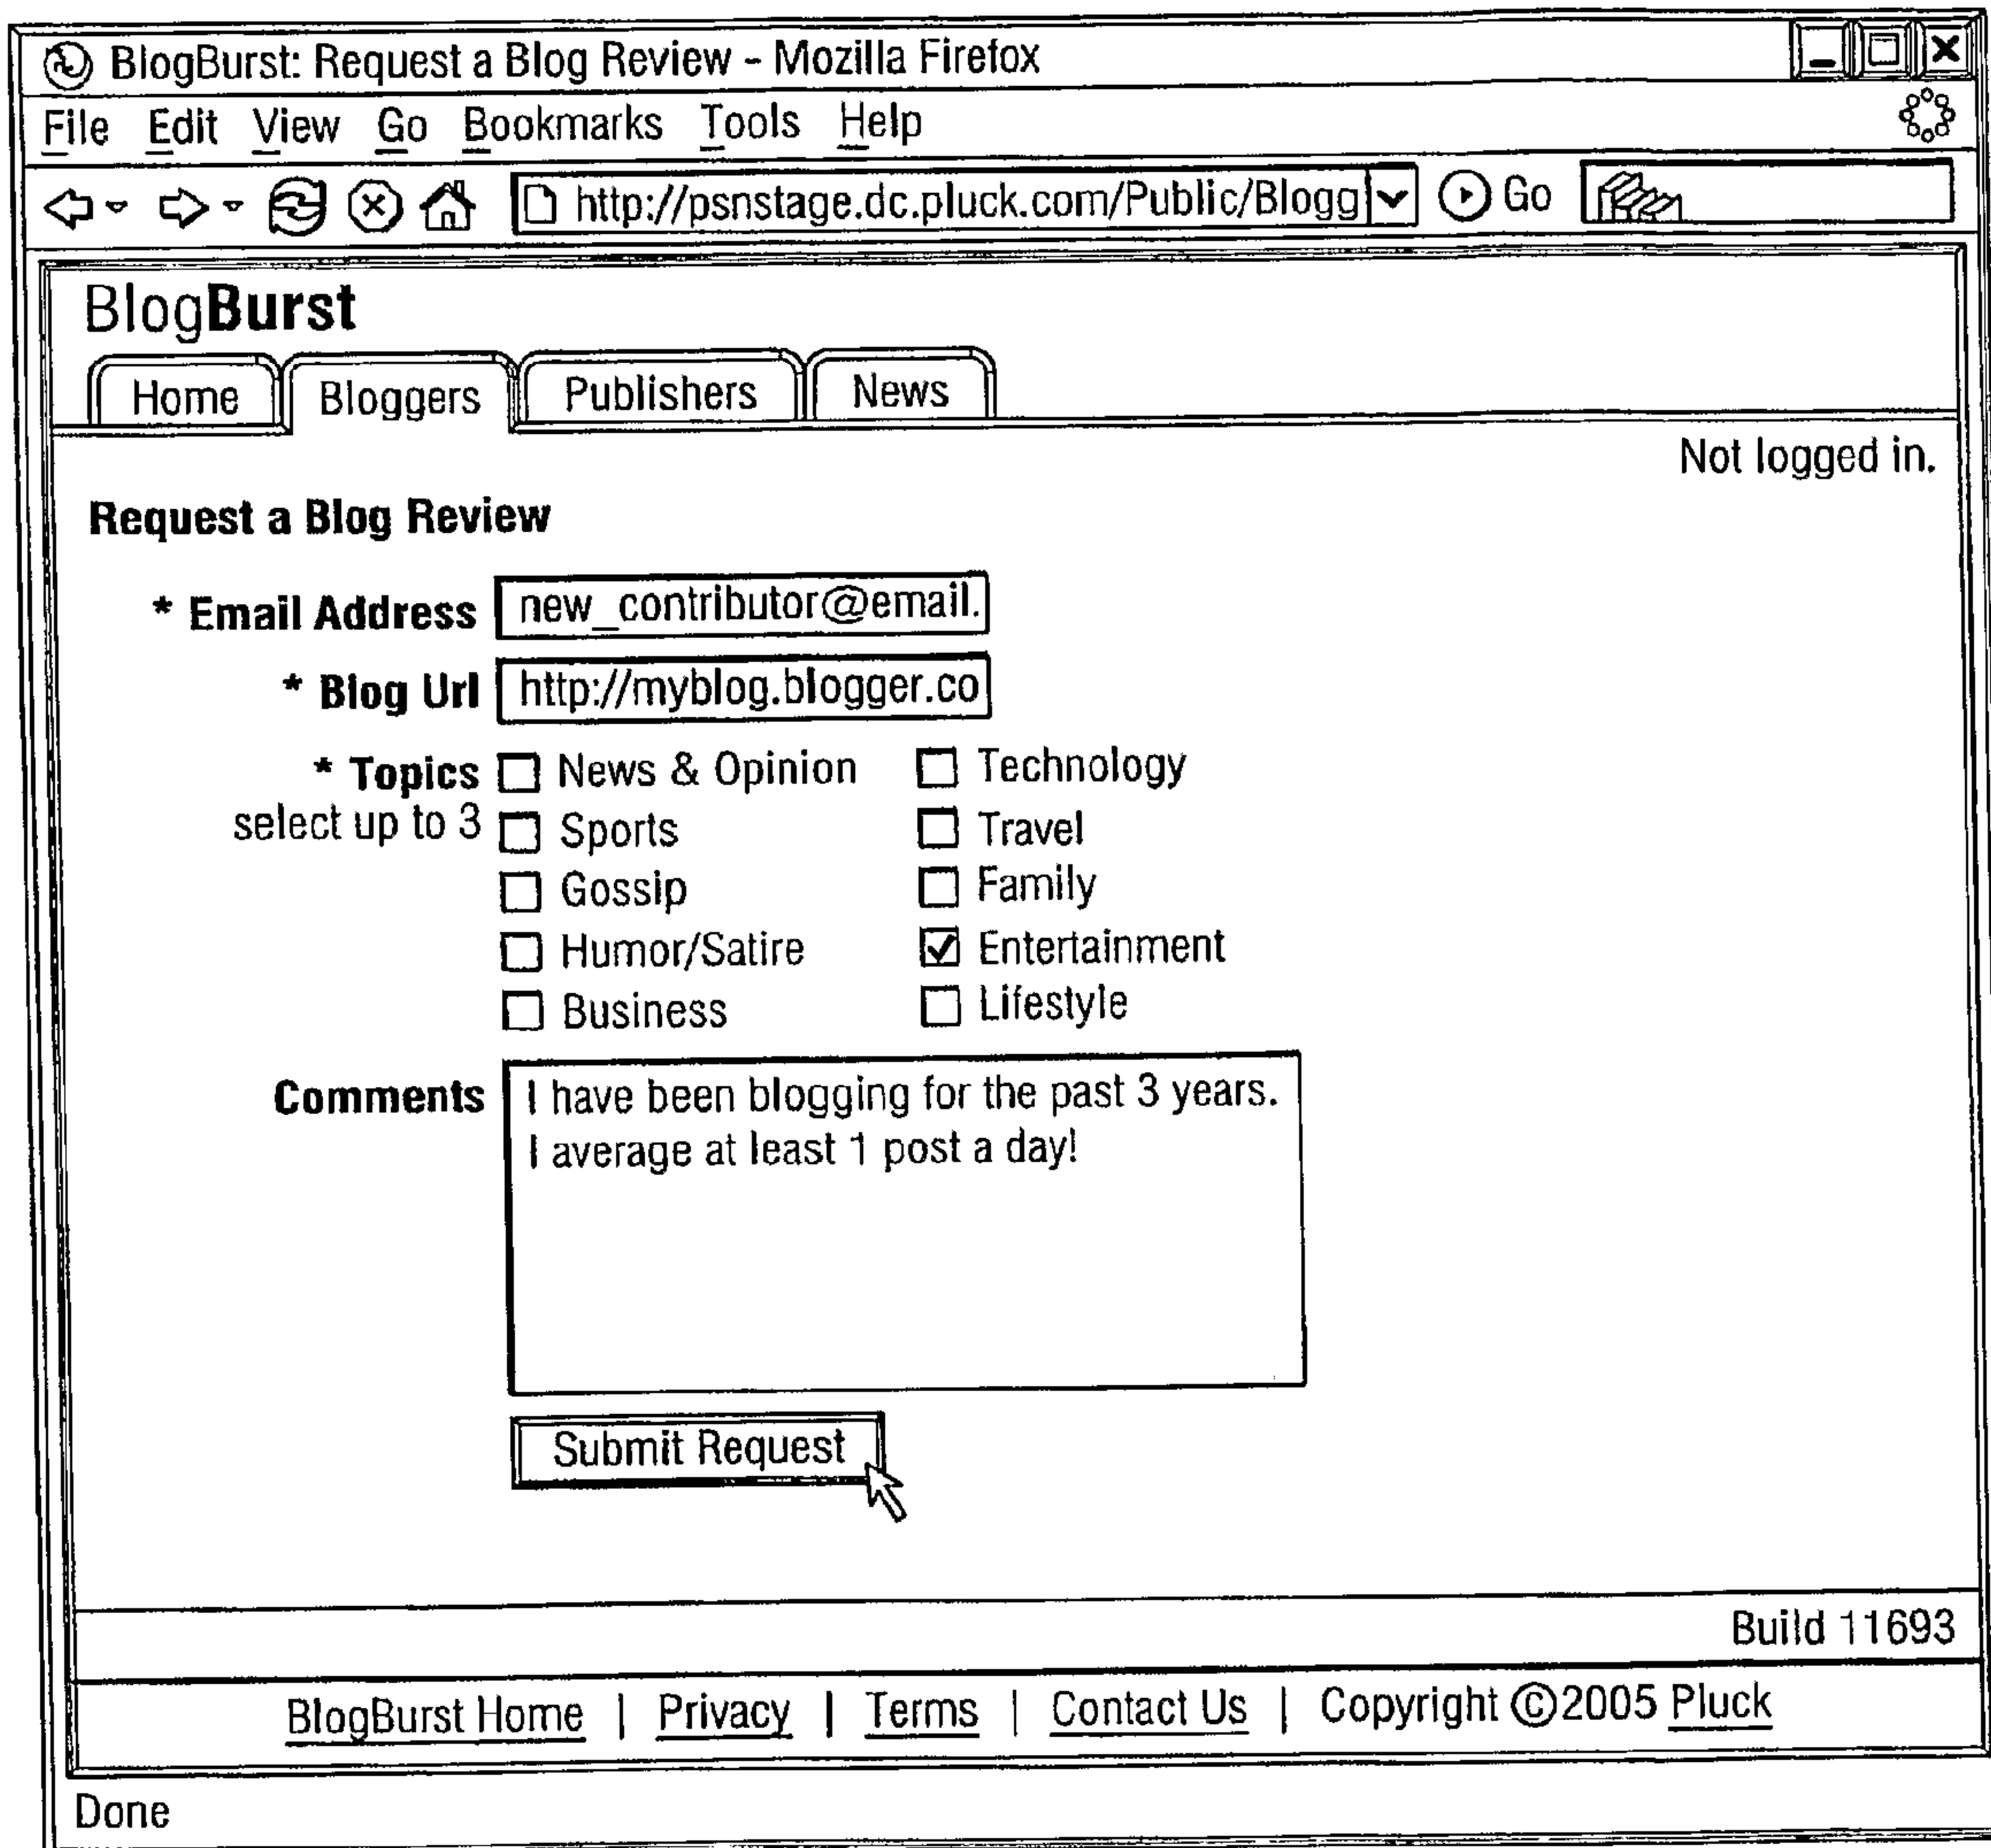 BlogBurst: Request a Blog Review - Mozilla Firefox
File Edit View Go Bookmarks Tools Help
http://psnstage.dc.pluck.com/Public/Blogg Go
BlogBurst
Home Bloggers Publishers News
Not logged in.
Request a Blog Review
* Email Address new_contributor@email.
* Blog Url http://myblog.blogger.co
* Topics News & Opinion Technology
select up to 3 Sports Travel
Gossip Family
Humor/Satire Entertainment
Business Lifestyle
Comments I have been blogging for the past 3 years.
I average at least 1 post a day!
Submit Request
Build 11693
BlogBurst Home | Privacy | Terms | Contact Us | Copyright ©2005 Pluck
Done